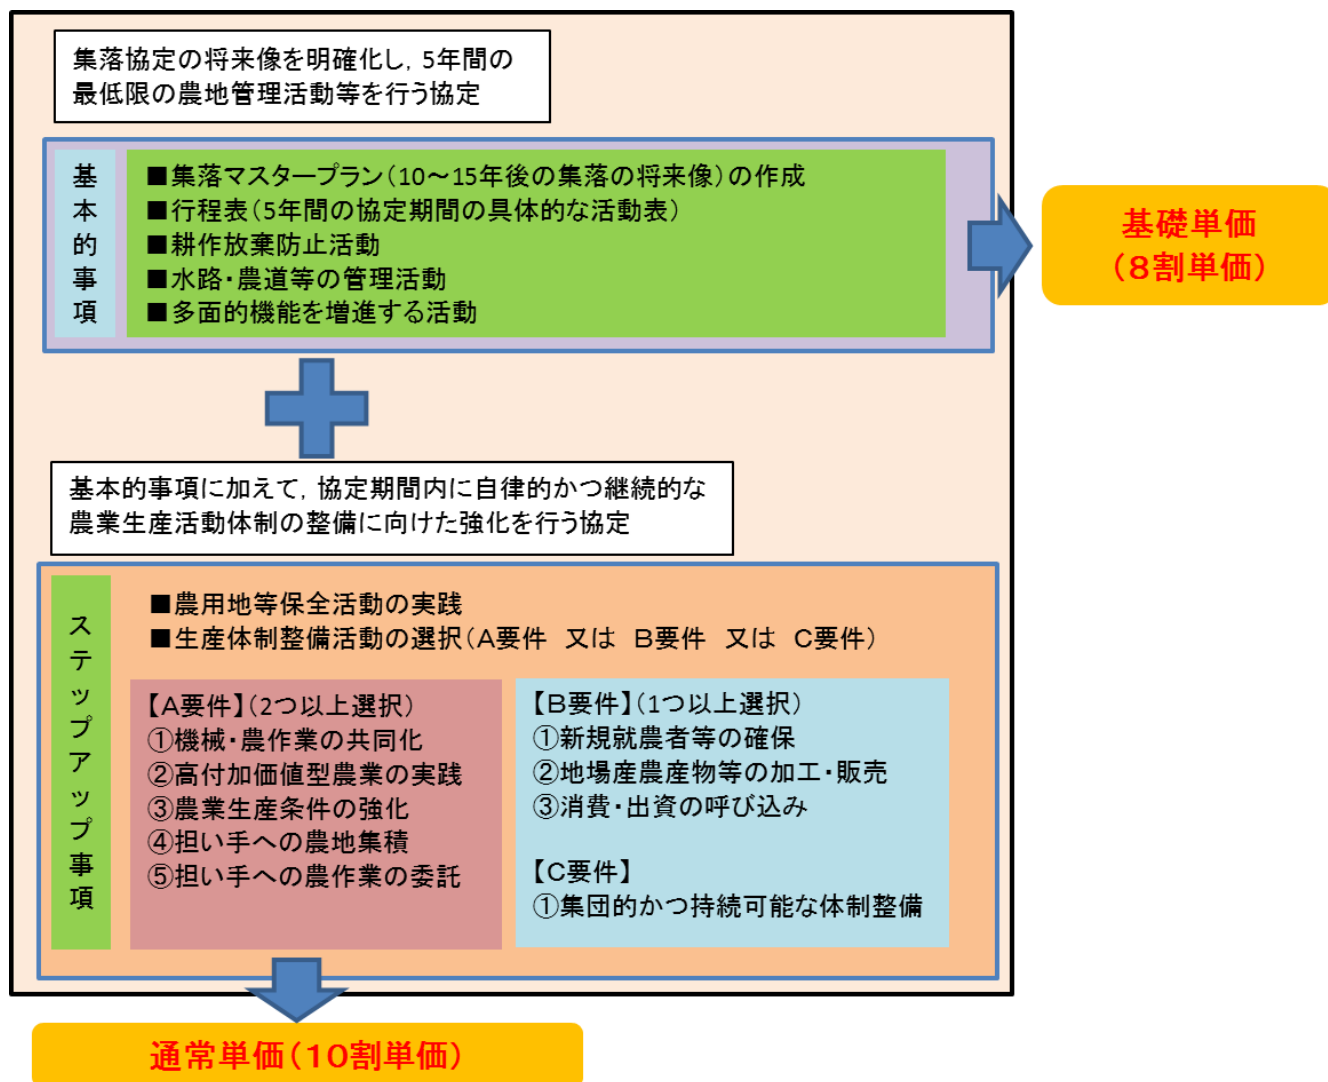 集落協定の将来像を明確化し，5年間の
最低限の農地管理活動等を行う協定
基本的事項
■集落マスタープラン（10～15年後の集落の将来像）の作成
■行程表（5年間の協定期間の具体的な活動表）
■耕作放棄防止活動
■水路・農道等の管理活動
■多面的機能を増進する活動
基礎単価
（８割単価）
基本的事項に加えて，協定期間内に自律的かつ継続的な
農業生産活動体制の整備に向けた強化を行う協定
ステップアップ事項
■農用地等保全活動の実践
■生産体制整備活動の選択（Ａ要件　又は　Ｂ要件　又は　Ｃ要件）
【Ａ要件】（2つ以上選択）
①機械・農作業の共同化
②高付加価値型農業の実践
③農業生産条件の強化
④担い手への農地集積
⑤担い手への農作業の委託
【Ｂ要件】（1つ以上選択）
①新規就農者等の確保
②地場産農産物等の加工・販売
③消費・出資の呼び込み
【Ｃ要件】
①集団的かつ持続可能な体制整備
通常単価（１０割単価）